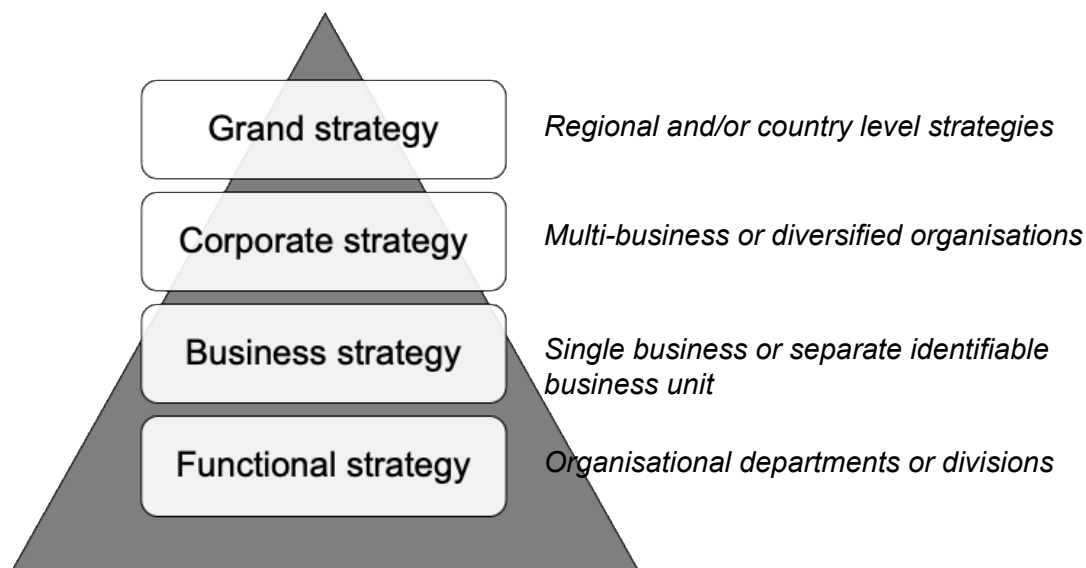 Grand strategy
Regional and/or country level strategies
Corporate strategy
Multi-business or diversified organisations
Business strategy
Single business or separate identifiable
business unit
Functional strategy
Organisational departments or divisions